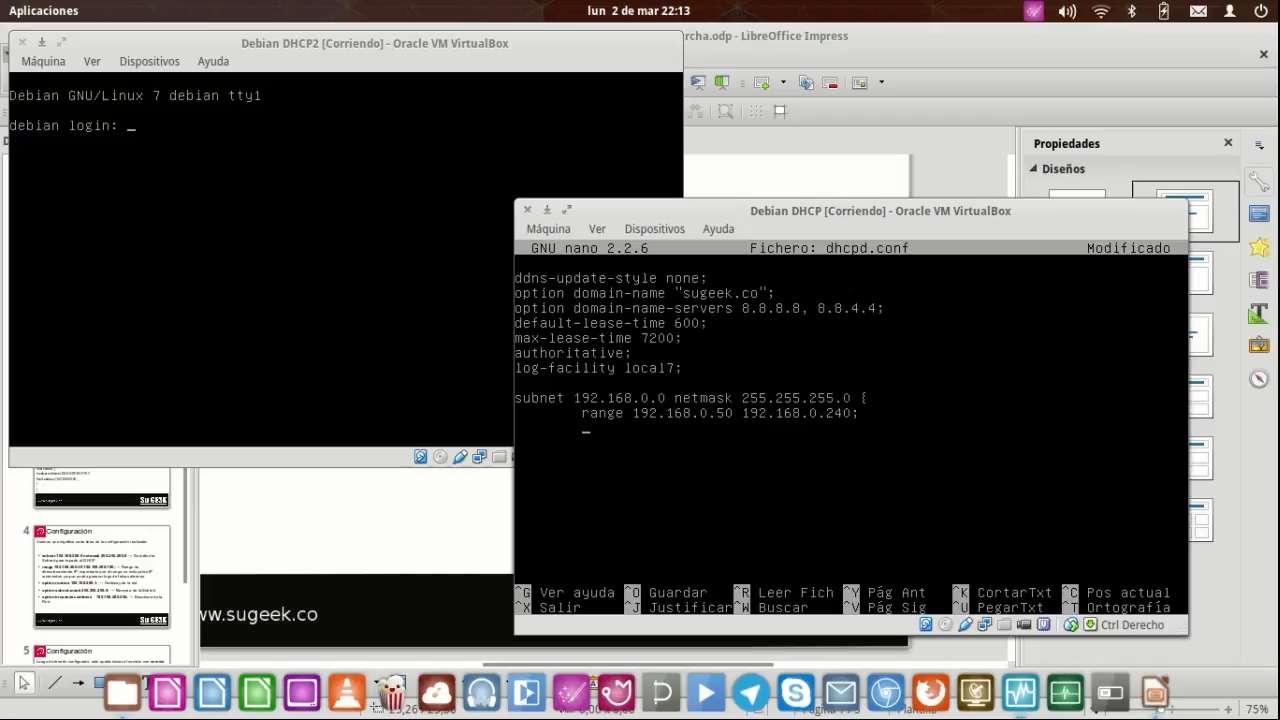 Aplicaciones
lun 2 de mar 22:13
Debian DHCP2 [Corriendo] - Oracle VM VirtualBox
rcha.odp - LibreOffice Impress
Máquina Ver Dispositivos Ayuda
Debian GNU/Linux 7 debian tty1
debian login: _
Propiedades
Diseños
Debian DHCP [Corriendo] - Oracle VM VirtualBox
Máquina Ver Dispositivos Ayuda
GNU nano 2.2.6 Fichero: dhcpd.conf Modificado
ddns-update-style none;
option domain-name "sugeek.co";
option domain-name-servers 8.8.8.8, 8.8.4.4;
default-lease-time 600;
max-lease-time 7200;
authoritative;
log-facility local7;
subnet 192.168.0.0 netmask 255.255.255.0 {
range 192.168.0.50 192.168.0.240;
^G Ver ayuda ^O Guardar ^R Leer Fich ^Y Pág Ant ^K CortarTxt ^C Pos actual
^X Salir ^J Justificar ^W Buscar ^V Pág Sig ^U PegarTxt ^T Ortografía
Ctrl Derecho
SUGEEK
4
Configuración
SUGEEK
ww.sugeek.co
5
Configuración
75%